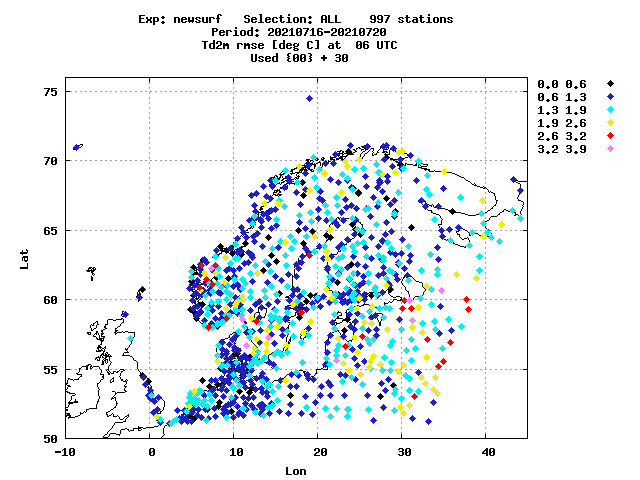 Exp: newsurf   Selection: ALL    997 stations
Period: 20210716-20210720
Td2m rmse [deg C] at  06 UTC
Used {00} + 30
0.0 0.6
0.6 1.3
1.3 1.9
1.9 2.6
2.6 3.2
3.2 3.9
75
70
65
60
55
50
Lat
-10 0 10 20 30 40
Lon